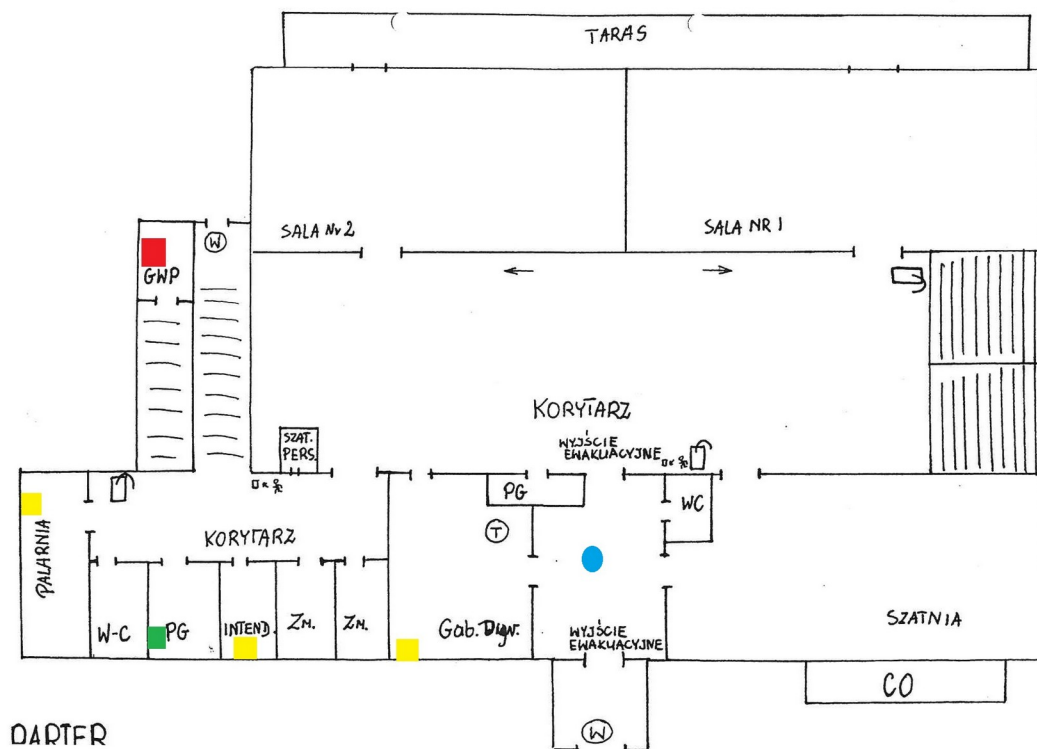 TARAS
SALA Nr 2
SALA NR 1
W
GWP
KORYTARZ
WYJŚCIE
EWAKUACYJNE
SZAT.
PERS.
PG
WC
T
KORYTARZ
PALARNIA
W-C
PG
INTEND.
ZM.
ZM.
Gab. Dyr.
WYJŚCIE
EWAKUACYJNE
SZATNIA
CO
W
PARTER